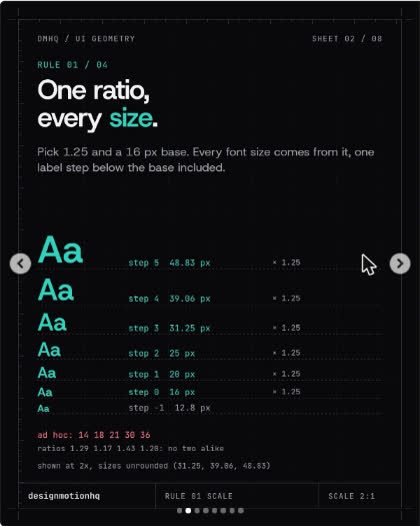 DMHQ / UI GEOMETRY
SHEET 02 / 08
RULE 01 / 04
One ratio,
every size.
Pick 1.25 and a 16 px base. Every font size comes from it, one
label step below the base included.
Aa step 5 48.83 px × 1.25
Aa step 4 39.06 px × 1.25
Aa step 3 31.25 px × 1.25
Aa step 2 25 px × 1.25
Aa step 1 20 px × 1.25
Aa step 0 16 px × 1.25
Aa step -1 12.8 px
ad hoc: 14 18 21 30 36
ratios 1.29 1.17 1.43 1.20: no two alike
shown at 2x, sizes unrounded (31.25, 39.06, 48.83)
designmotionhq
RULE 01 SCALE
SCALE 2:1